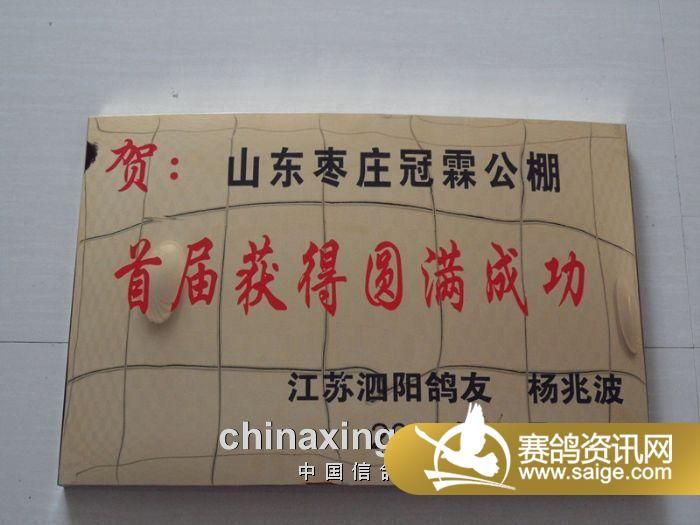 贺：山东枣庄冠霖公棚
首届获得圆满成功
江苏泗阳鸽友 杨兆波
chinaxing
中国信鸽
赛鸽资讯网
www.saige.com